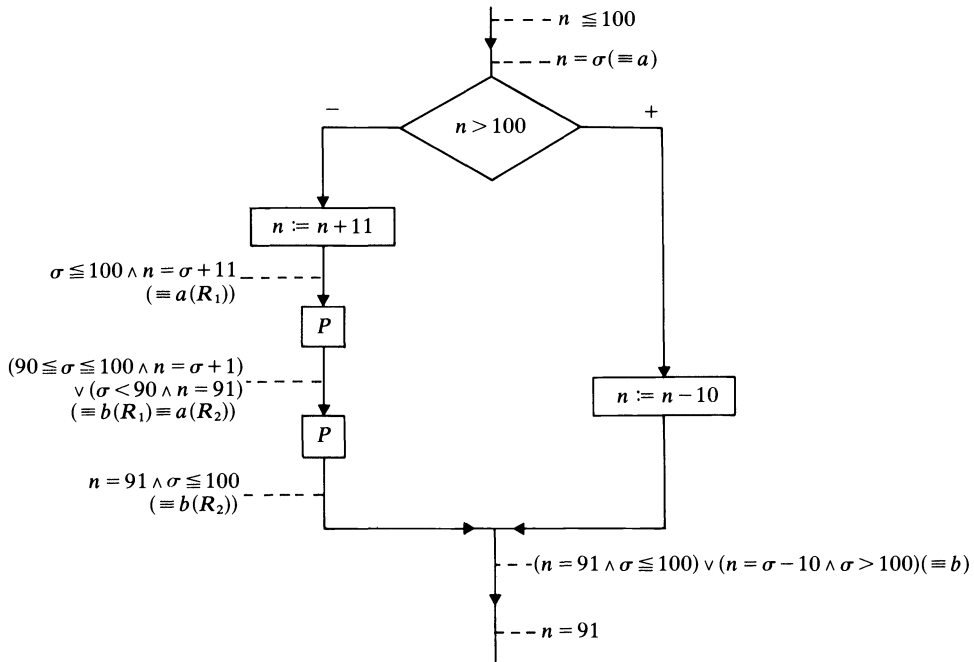 n ≦ 100
n = σ(≡ a)
−
+
n > 100
n := n + 11
σ ≦ 100 ∧ n = σ + 11
(≡ a(R₁))
P
(90 ≦ σ ≦ 100 ∧ n = σ + 1)
∨ (σ < 90 ∧ n = 91)
(≡ b(R₁) ≡ a(R₂))
n := n − 10
P
n = 91 ∧ σ ≦ 100
(≡ b(R₂))
(n = 91 ∧ σ ≦ 100) ∨ (n = σ − 10 ∧ σ > 100)(≡ b)
n = 91